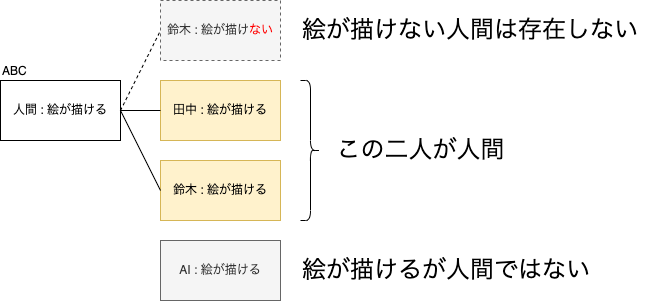 鈴木 : 絵が描けない
絵が描けない人間は存在しない
ABC
人間 : 絵が描ける
田中 : 絵が描ける
この二人が人間
鈴木 : 絵が描ける
AI : 絵が描ける
絵が描けるが人間ではない